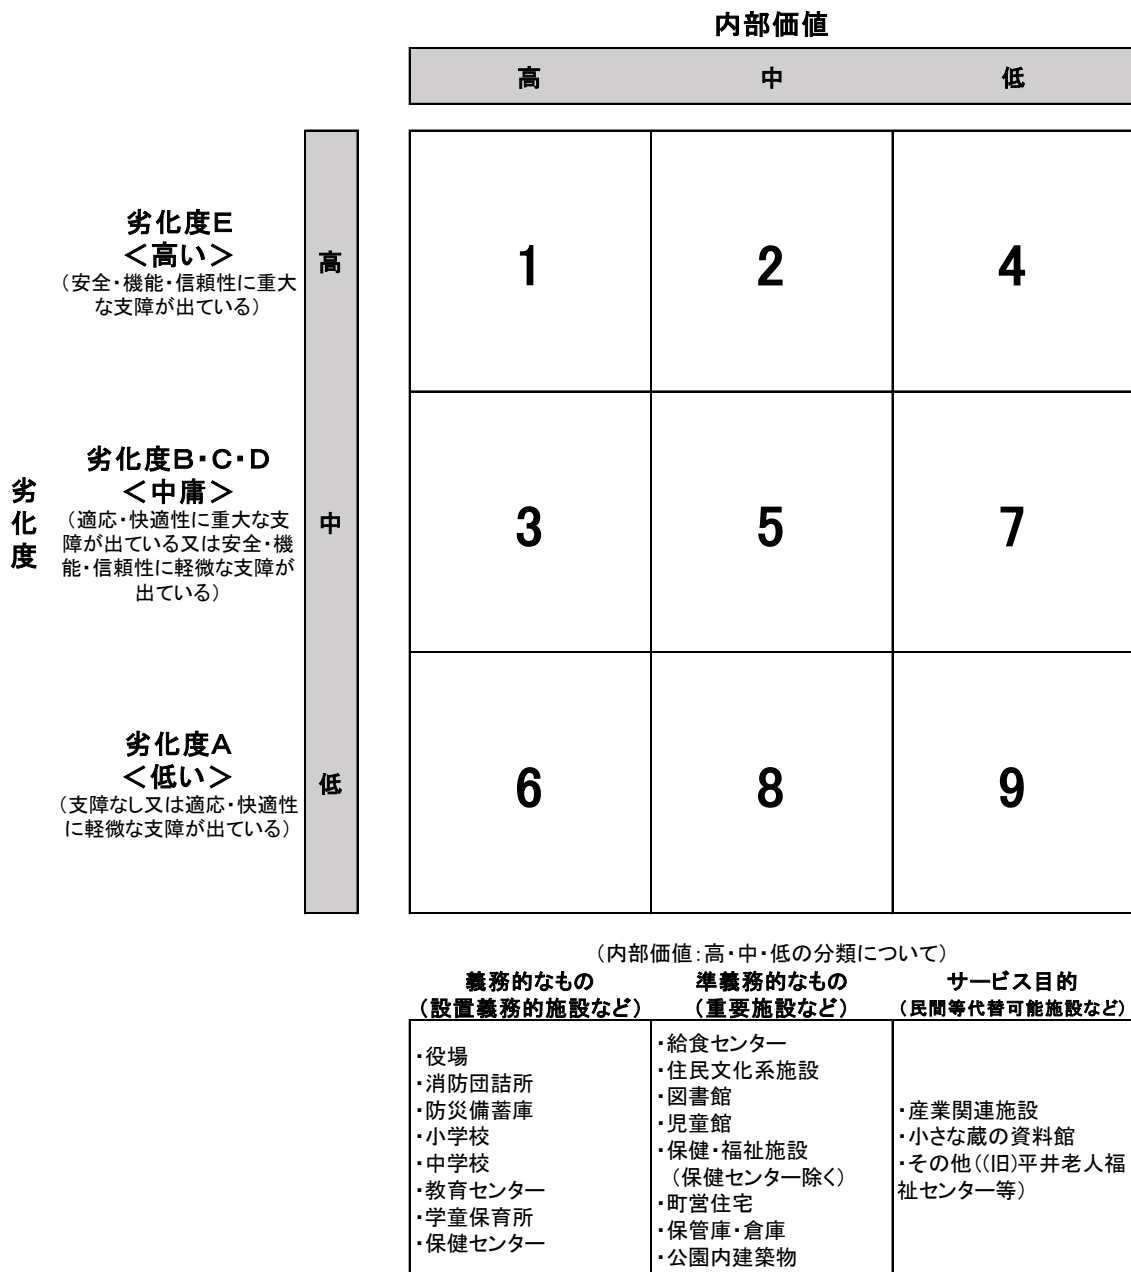 内部価値
高 中 低
劣化度E
＜高い＞
（安全・機能・信頼性に重大
な支障が出ている）
高
1 2 4
劣化度
劣化度B・C・D
＜中庸＞
（適応・快適性に重大な支
障が出ている又は安全・機
能・信頼性に軽微な支障が
出ている）
中
3 5 7
劣化度A
＜低い＞
（支障なし又は適応・快適性
に軽微な支障が出ている）
低
6 8 9
（内部価値：高・中・低の分類について）
義務的なもの
（設置義務的施設など）
・役場
・消防団詰所
・防災備蓄庫
・小学校
・中学校
・教育センター
・学童保育所
・保健センター
準義務的なもの
（重要施設など）
・給食センター
・住民文化系施設
・図書館
・児童館
・保健・福祉施設
（保健センター除く）
・町営住宅
・保管庫・倉庫
・公園内建築物
サービス目的
（民間等代替可能施設など）
・産業関連施設
・小さな蔵の資料館
・その他（(旧)平井老人福
祉センター等）